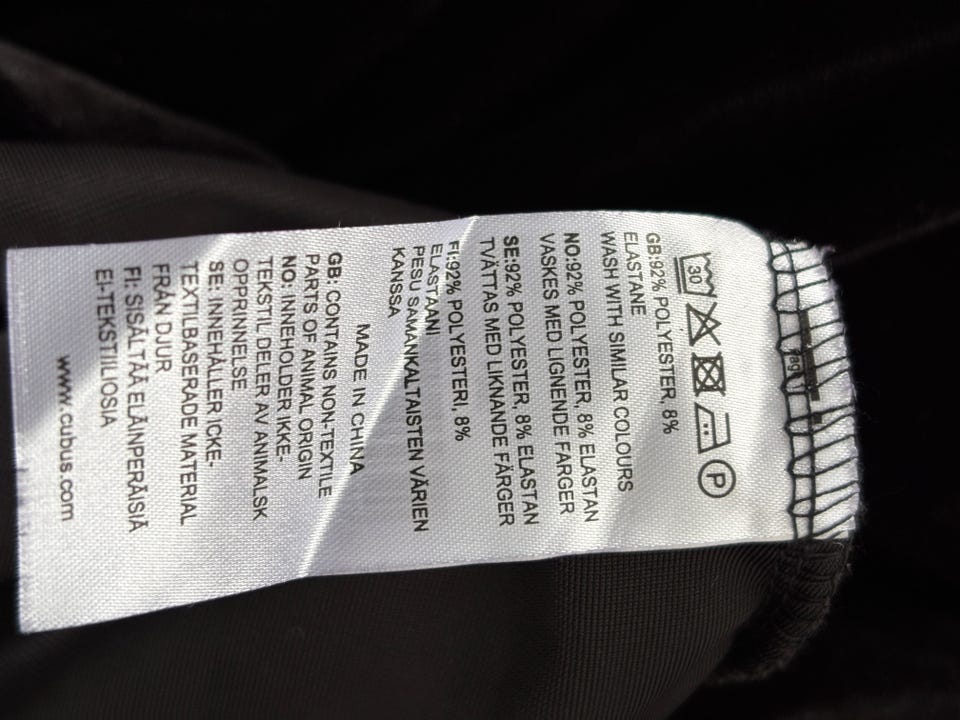 30
P
GB:92% POLYESTER, 8%
ELASTANE
WASH WITH SIMILAR COLOURS
NO:92% POLYESTER, 8% ELASTAN
VASKES MED LIGNENDE FARGER
SE:92% POLYESTER, 8% ELASTAN
TVÄTTAS MED LIKNANDE FÄRGER
FI:92% POLYESTERI, 8%
ELASTAANI
PESU SAMANKALTAISTEN VÄRIEN
KANSSA
MADE IN CHINA
GB: CONTAINS NON-TEXTILE
PARTS OF ANIMAL ORIGIN
NO: INNEHOLDER IKKE-
TEKSTIL DELER AV ANIMALSK
OPPRINNELSE
SE: INNEHÅLLER ICKE-
TEXTILBASERADE MATERIAL
FRÅN DJUR
FI: SISÄLTÄÄ ELÄINPERÄISIÄ
EI-TEKSTIILIOSIA
www.cubus.com